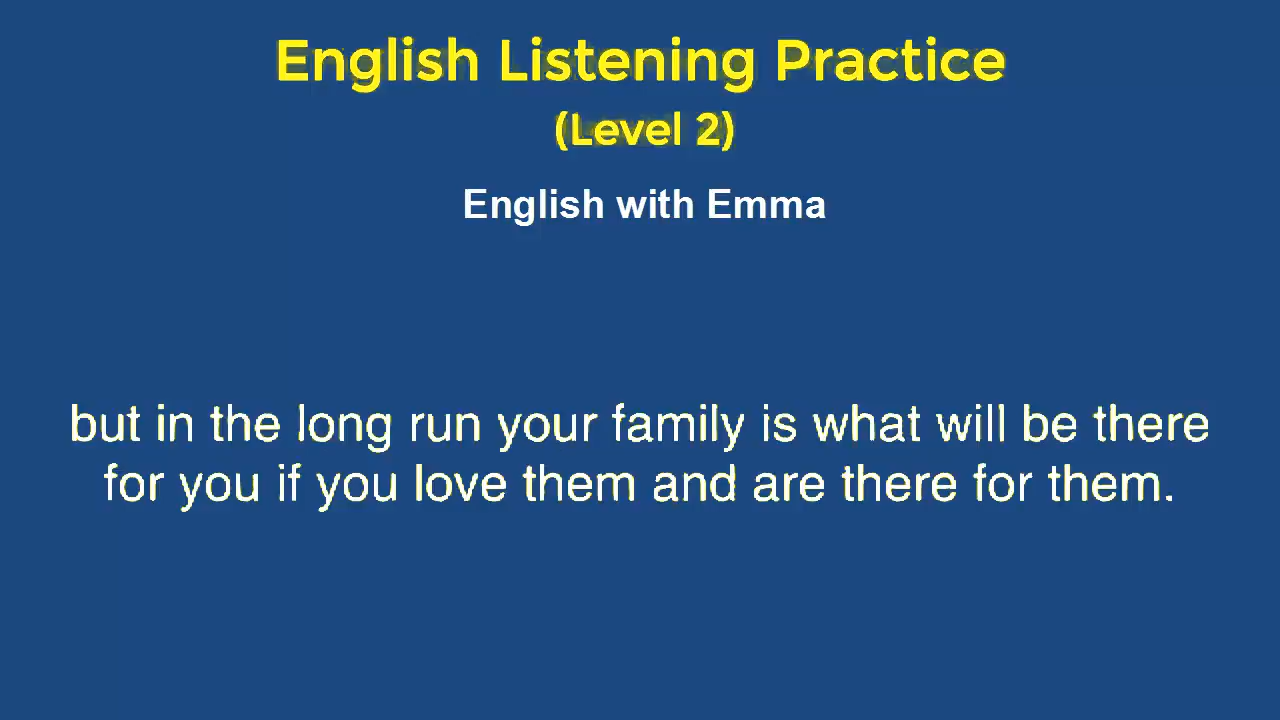 English Listening Practice
(Level 2)
English with Emma
but in the long run your family is what will be there
for you if you love them and are there for them.